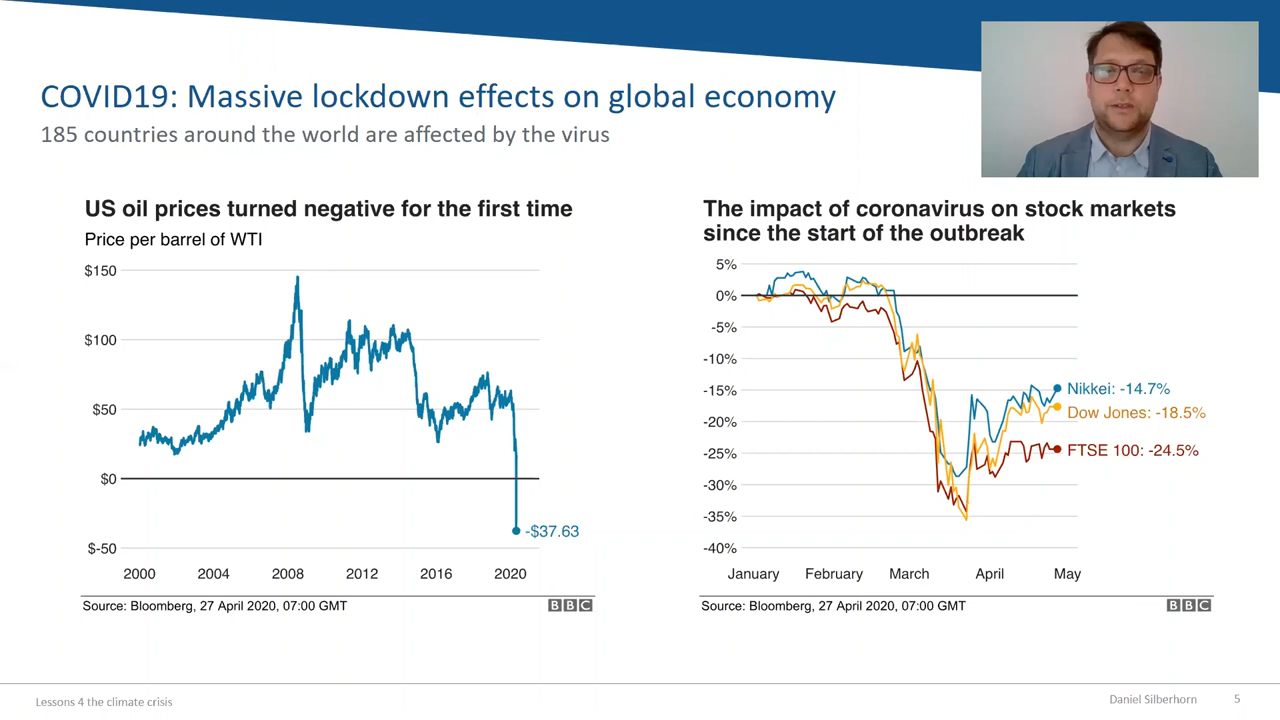 COVID19: Massive lockdown effects on global economy
185 countries around the world are affected by the virus
US oil prices turned negative for the first time
Price per barrel of WTI
$150
$100
$50
$0
$-50
-$37.63
2000 2004 2008 2012 2016 2020
Source: Bloomberg, 27 April 2020, 07:00 GMT
BBC
The impact of coronavirus on stock markets
since the start of the outbreak
5%
0%
-5%
-10%
-15%
-20%
-25%
-30%
-35%
-40%
Nikkei: -14.7%
Dow Jones: -18.5%
FTSE 100: -24.5%
January February March April May
Source: Bloomberg, 27 April 2020, 07:00 GMT
BBC
Lessons 4 the climate crisis
Daniel Silberhorn 5